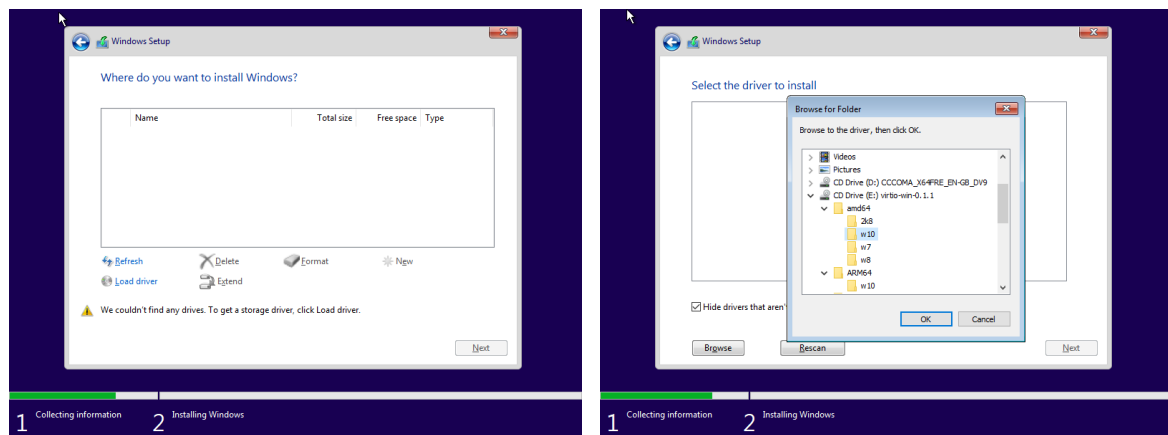 Windows Setup
Where do you want to install Windows?
Name Total size Free space Type
Refresh Delete Format New
Load driver Extend
We couldn't find any drives. To get a storage driver, click Load driver.
Next
1 Collecting information 2 Installing Windows
Windows Setup
Select the driver to install
Browse for Folder
Browse to the driver, then click OK.
Videos
Pictures
CD Drive (D:) CCCOMA_X64FRE_EN-GB_DV9
CD Drive (E:) virtio-win-0.1.1
amd64
2k8
w10
w7
w8
ARM64
w10
Hide drivers that aren'
OK Cancel
Browse Rescan Next
1 Collecting information 2 Installing Windows